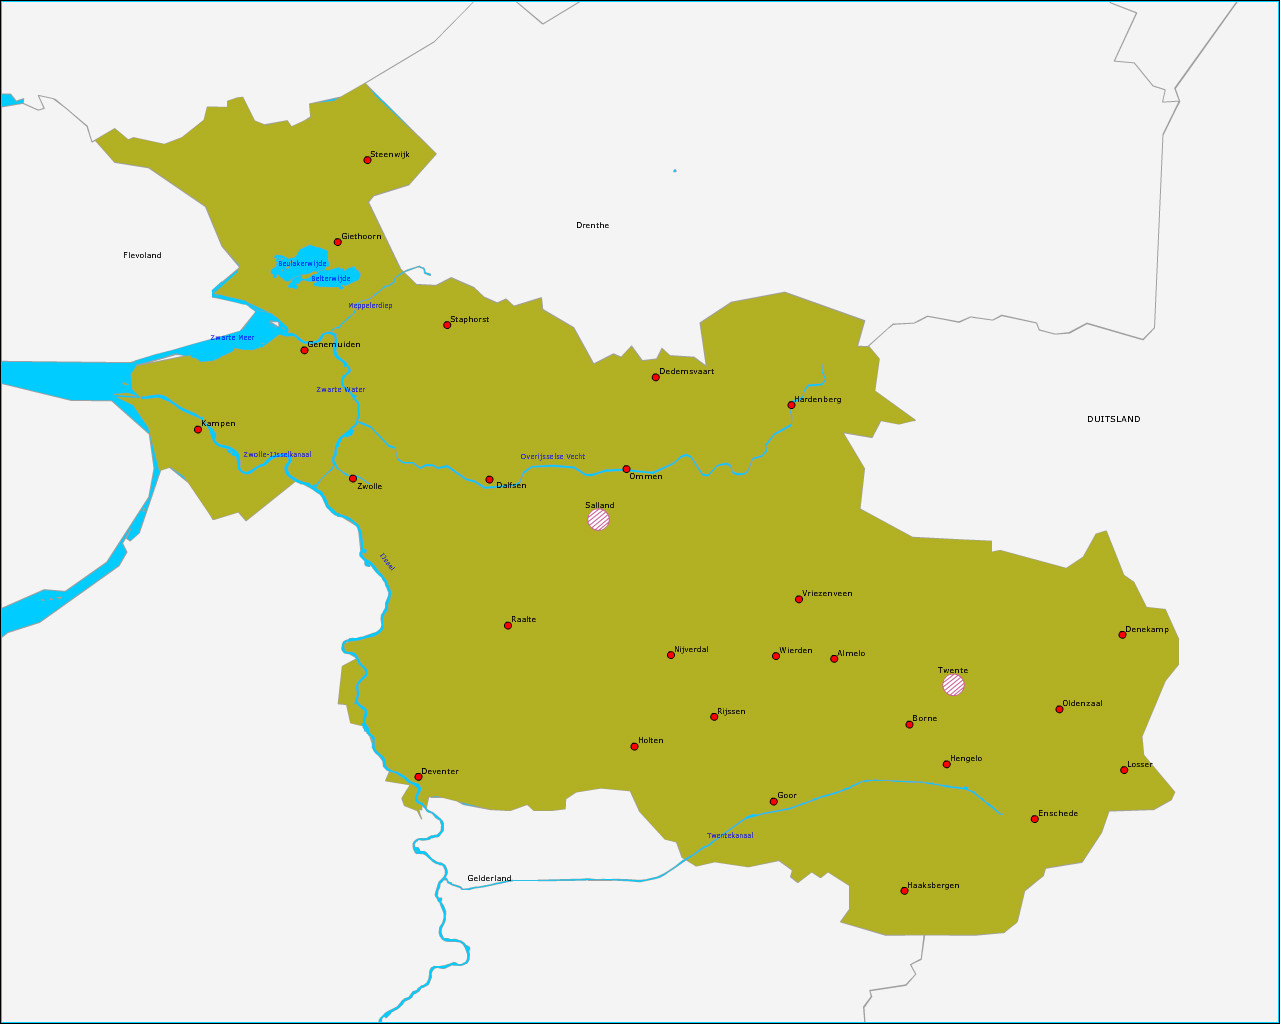 Steenwijk
Drenthe
Giethoorn
Flevoland
Beulakerwijde
Belterwijde
Meppelerdiep
Staphorst
Zwarte Meer
Genemuiden
Dedemsvaart
Zwarte Water
Hardenberg
DUITSLAND
Kampen
Zwolle-IJsselkanaal
Overijsselse Vecht
Ommen
Zwolle
Dalfsen
Salland
IJssel
Vriezenveen
Raalte
Denekamp
Nijverdal
Wierden
Almelo
Twente
Oldenzaal
Rijssen
Borne
Holten
Hengelo
Losser
Deventer
Goor
Enschede
Twentekanaal
Gelderland
Haaksbergen